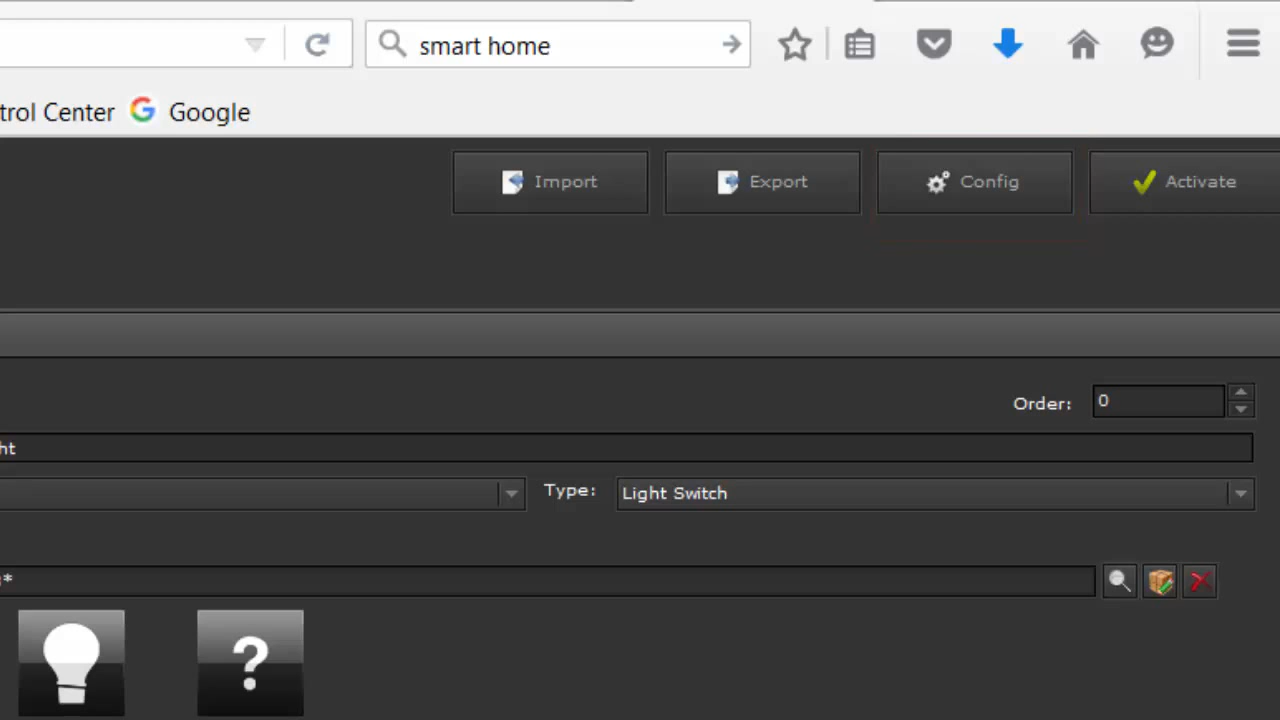 smart home
trol Center Google
Import Export Config Activate
Order: 0
ht
Type: Light Switch
*
?